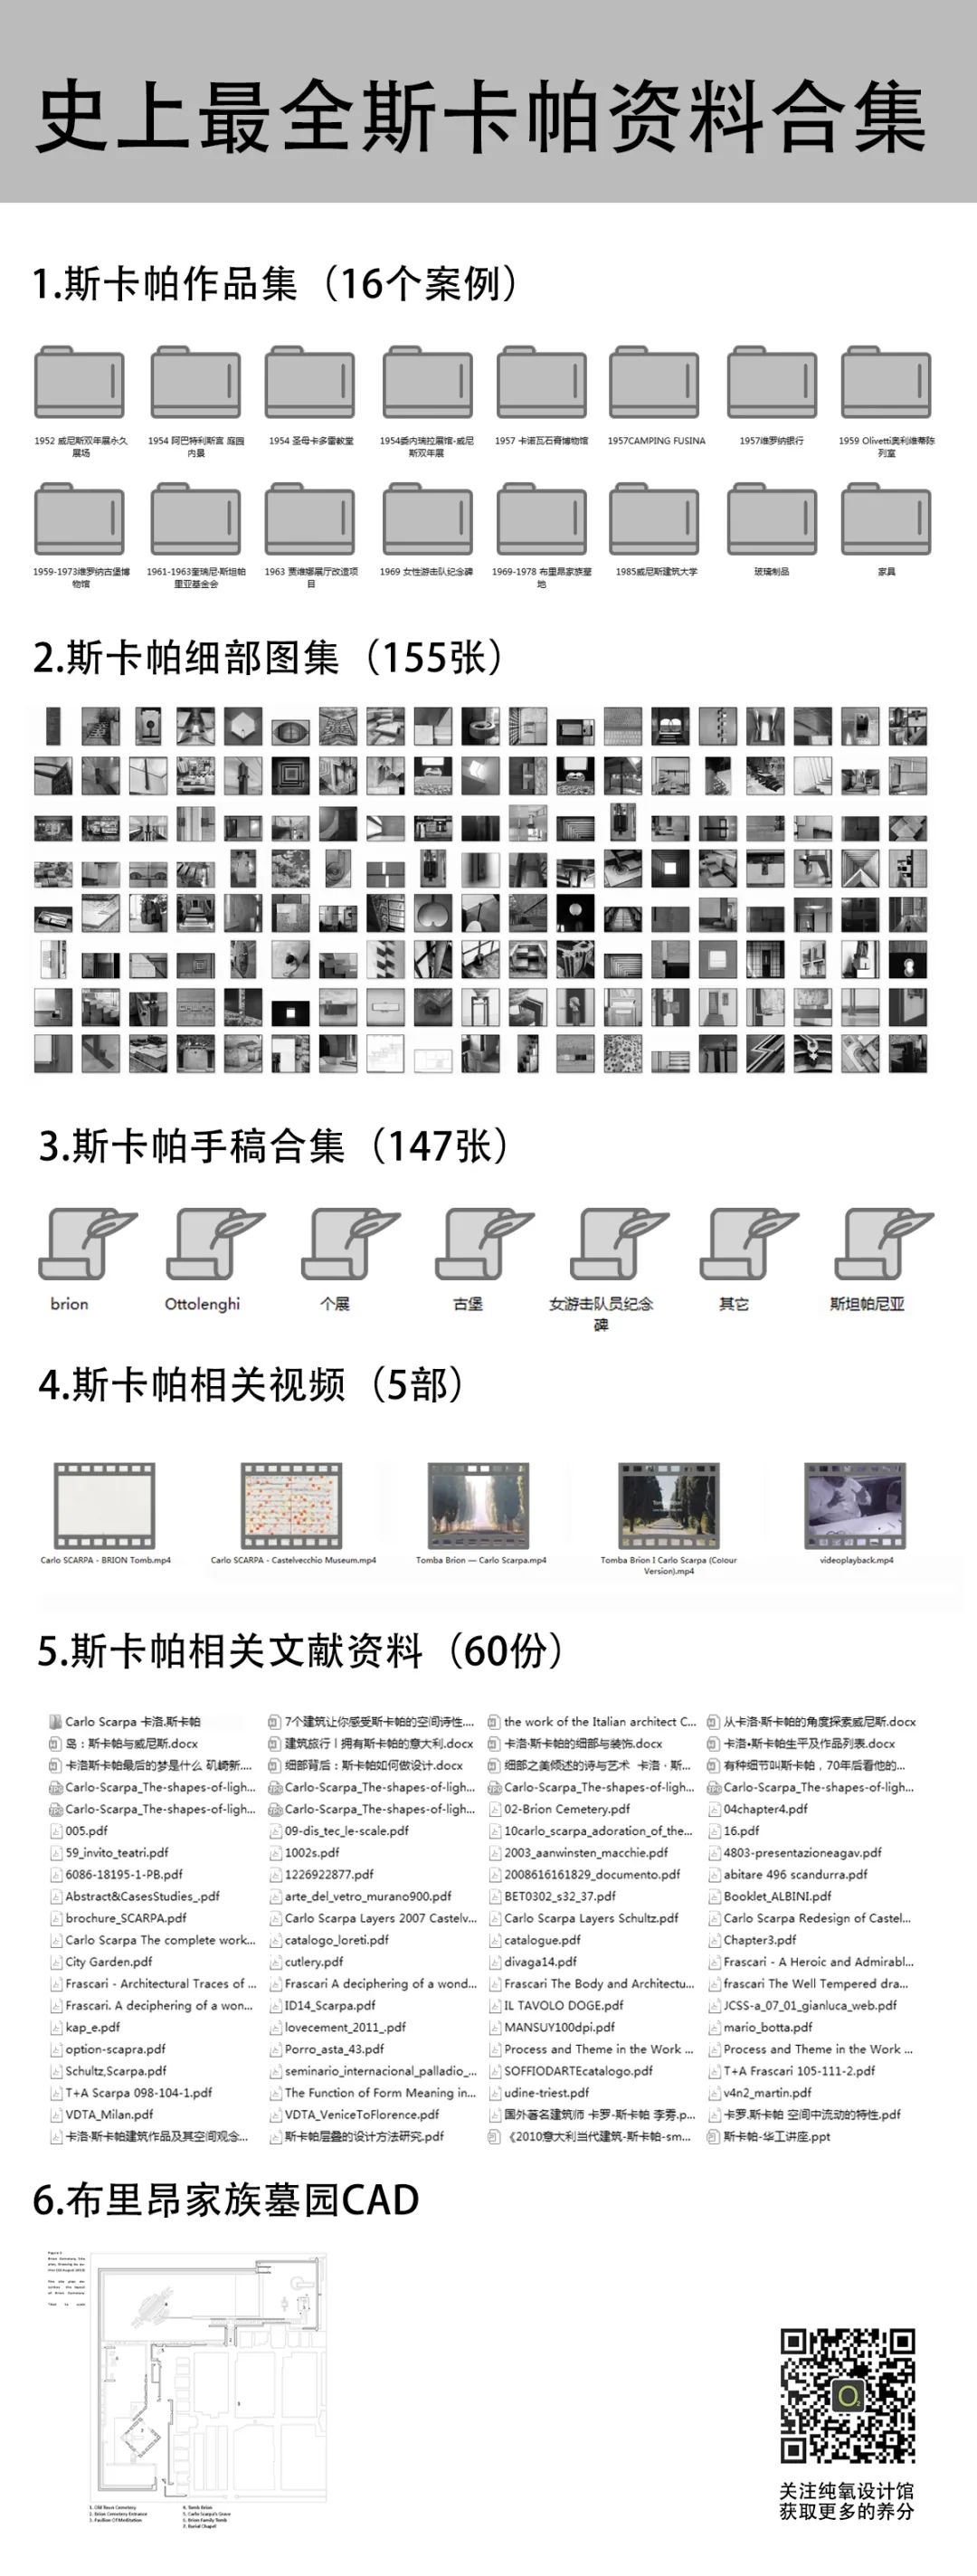 史上最全斯卡帕资料合集
1.斯卡帕作品集（16个案例）
1952 威尼斯双年展永久
展场
1954 阿巴特利斯宫 庭园
内景
1954 圣母卡多雷教堂
1954委内瑞拉展馆-威尼
斯双年展
1957 卡诺瓦石膏博物馆
1957CAMPING FUSINA
1957维罗纳银行
1959 Olivetti奥利维蒂陈
列室
1959-1973维罗纳古堡博
物馆
1961-1963奎瑞尼·斯坦帕
里亚基金会
1963 贾维娜展厅改造项
目
1969 女性游击队纪念碑
1969-1978 布里昂家族墓
地
1985威尼斯建筑大学
玻璃制品
家具
2.斯卡帕细部图集（155张）
3.斯卡帕手稿合集（147张）
brion
Ottolenghi
个展
古堡
女游击队员纪念
碑
其它
斯坦帕尼亚
4.斯卡帕相关视频（5部）
Carlo SCARPA - BRION Tomb.mp4
Carlo SCARPA - Castelvecchio Museum.mp4
Tomba Brion — Carlo Scarpa.mp4
Tomba Brion I Carlo Scarpa (Colour
Version).mp4
videoplayback.mp4
5.斯卡帕相关文献资料（60份）
Carlo Scarpa 卡洛.斯卡帕
7个建筑让你感受斯卡帕的空间诗性....
the work of the Italian architect C...
从卡洛·斯卡帕的角度探索威尼斯.docx
岛：斯卡帕与威尼斯.docx
建筑旅行丨拥有斯卡帕的意大利.docx
卡洛·斯卡帕的细部与装饰.docx
卡洛•斯卡帕生平及作品列表.docx
卡洛斯卡帕最后的梦是什么 矶崎新....
细部背后：斯卡帕如何做设计.docx
细部之美倾述的诗与艺术 卡洛 · 斯...
有种细节叫斯卡帕，70年后看他的...
Carlo-Scarpa_The-shapes-of-ligh...
Carlo-Scarpa_The-shapes-of-ligh...
Carlo-Scarpa_The-shapes-of-ligh...
Carlo-Scarpa_The-shapes-of-ligh...
Carlo-Scarpa_The-shapes-of-ligh...
Carlo-Scarpa_The-shapes-of-ligh...
02-Brion Cemetery.pdf
04chapter4.pdf
005.pdf
09-dis_tec_le-scale.pdf
10carlo_scarpa_adoration_of_the...
16.pdf
59_invito_teatri.pdf
1002s.pdf
2003_aanwinsten_macchie.pdf
4803-presentazioneagav.pdf
6086-18195-1-PB.pdf
1226922877.pdf
2008616161829_documento.pdf
abitare 496 scandurra.pdf
Abstract&CasesStudies_.pdf
arte_del_vetro_murano900.pdf
BET0302_s32_37.pdf
Booklet_ALBINI.pdf
brochure_SCARPA.pdf
Carlo Scarpa Layers 2007 Castelv...
Carlo Scarpa Layers Schultz.pdf
Carlo Scarpa Redesign of Castel...
Carlo Scarpa The complete work...
catalogo_loreti.pdf
catalogue.pdf
Chapter3.pdf
City Garden.pdf
cutlery.pdf
divaga14.pdf
Frascari - A Heroic and Admirabl...
Frascari - Architectural Traces of ...
Frascari A deciphering of a wond...
Frascari The Body and Architectu...
frascari The Well Tempered dra...
Frascari. A deciphering of a won...
ID14_Scarpa.pdf
IL TAVOLO DOGE.pdf
JCSS-a_07_01_gianluca_web.pdf
kap_e.pdf
lovecement_2011_.pdf
MANSUY100dpi.pdf
mario_botta.pdf
option-scapra.pdf
Porro_asta_43.pdf
Process and Theme in the Work ...
Process and Theme in the Work ...
Schultz,Scarpa.pdf
seminario_internacional_palladio_...
SOFFIODARTEcatalogo.pdf
T+A Frascari 105-111-2.pdf
T+A Scarpa 098-104-1.pdf
The Function of Form Meaning in...
udine-triest.pdf
v4n2_martin.pdf
VDTA_Milan.pdf
VDTA_VeniceToFlorence.pdf
国外著名建筑师 卡罗-斯卡帕 李雱.p...
卡罗.斯卡帕 空间中流动的特性.pdf
卡洛·斯卡帕建筑作品及其空间观念...
斯卡帕层叠的设计方法研究.pdf
《2010意大利当代建筑-斯卡帕-sm...
斯卡帕-华工讲座.ppt
6.布里昂家族墓园CAD
1. Old Town Cemetery
2. Brion Cemetery Entrance
3. Pavilion Of Meditation
4. Tomb Brion
5. Carlo Scarpa's Grave
6. Brion Family Tomb
7. Burial Chapel
O2
关注纯氧设计馆
获取更多的养分